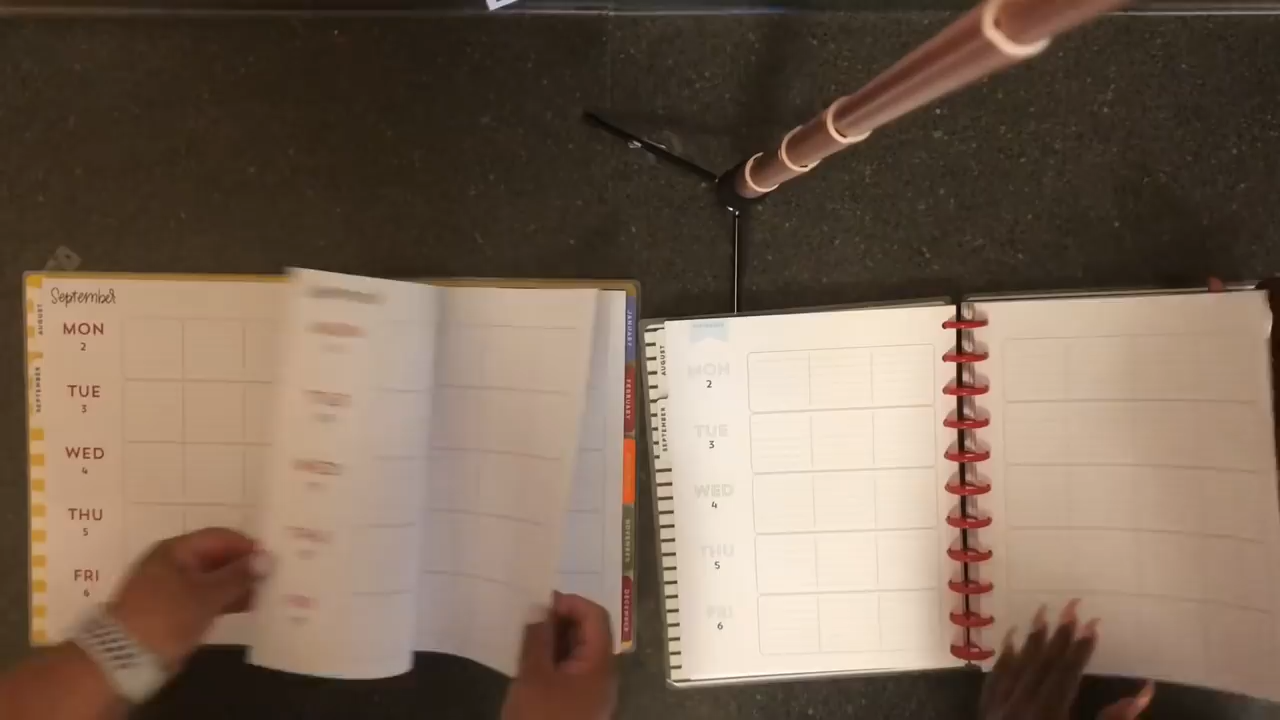 September
AUGUST
SEPTEMBER
MON
2
TUE
3
WED
4
THU
5
FRI
6
JANUARY
FEBRUARY
NOVEMBER
DECEMBER
AUGUST
SEPTEMBER
MON
2
TUE
3
WED
4
THU
5
FRI
6